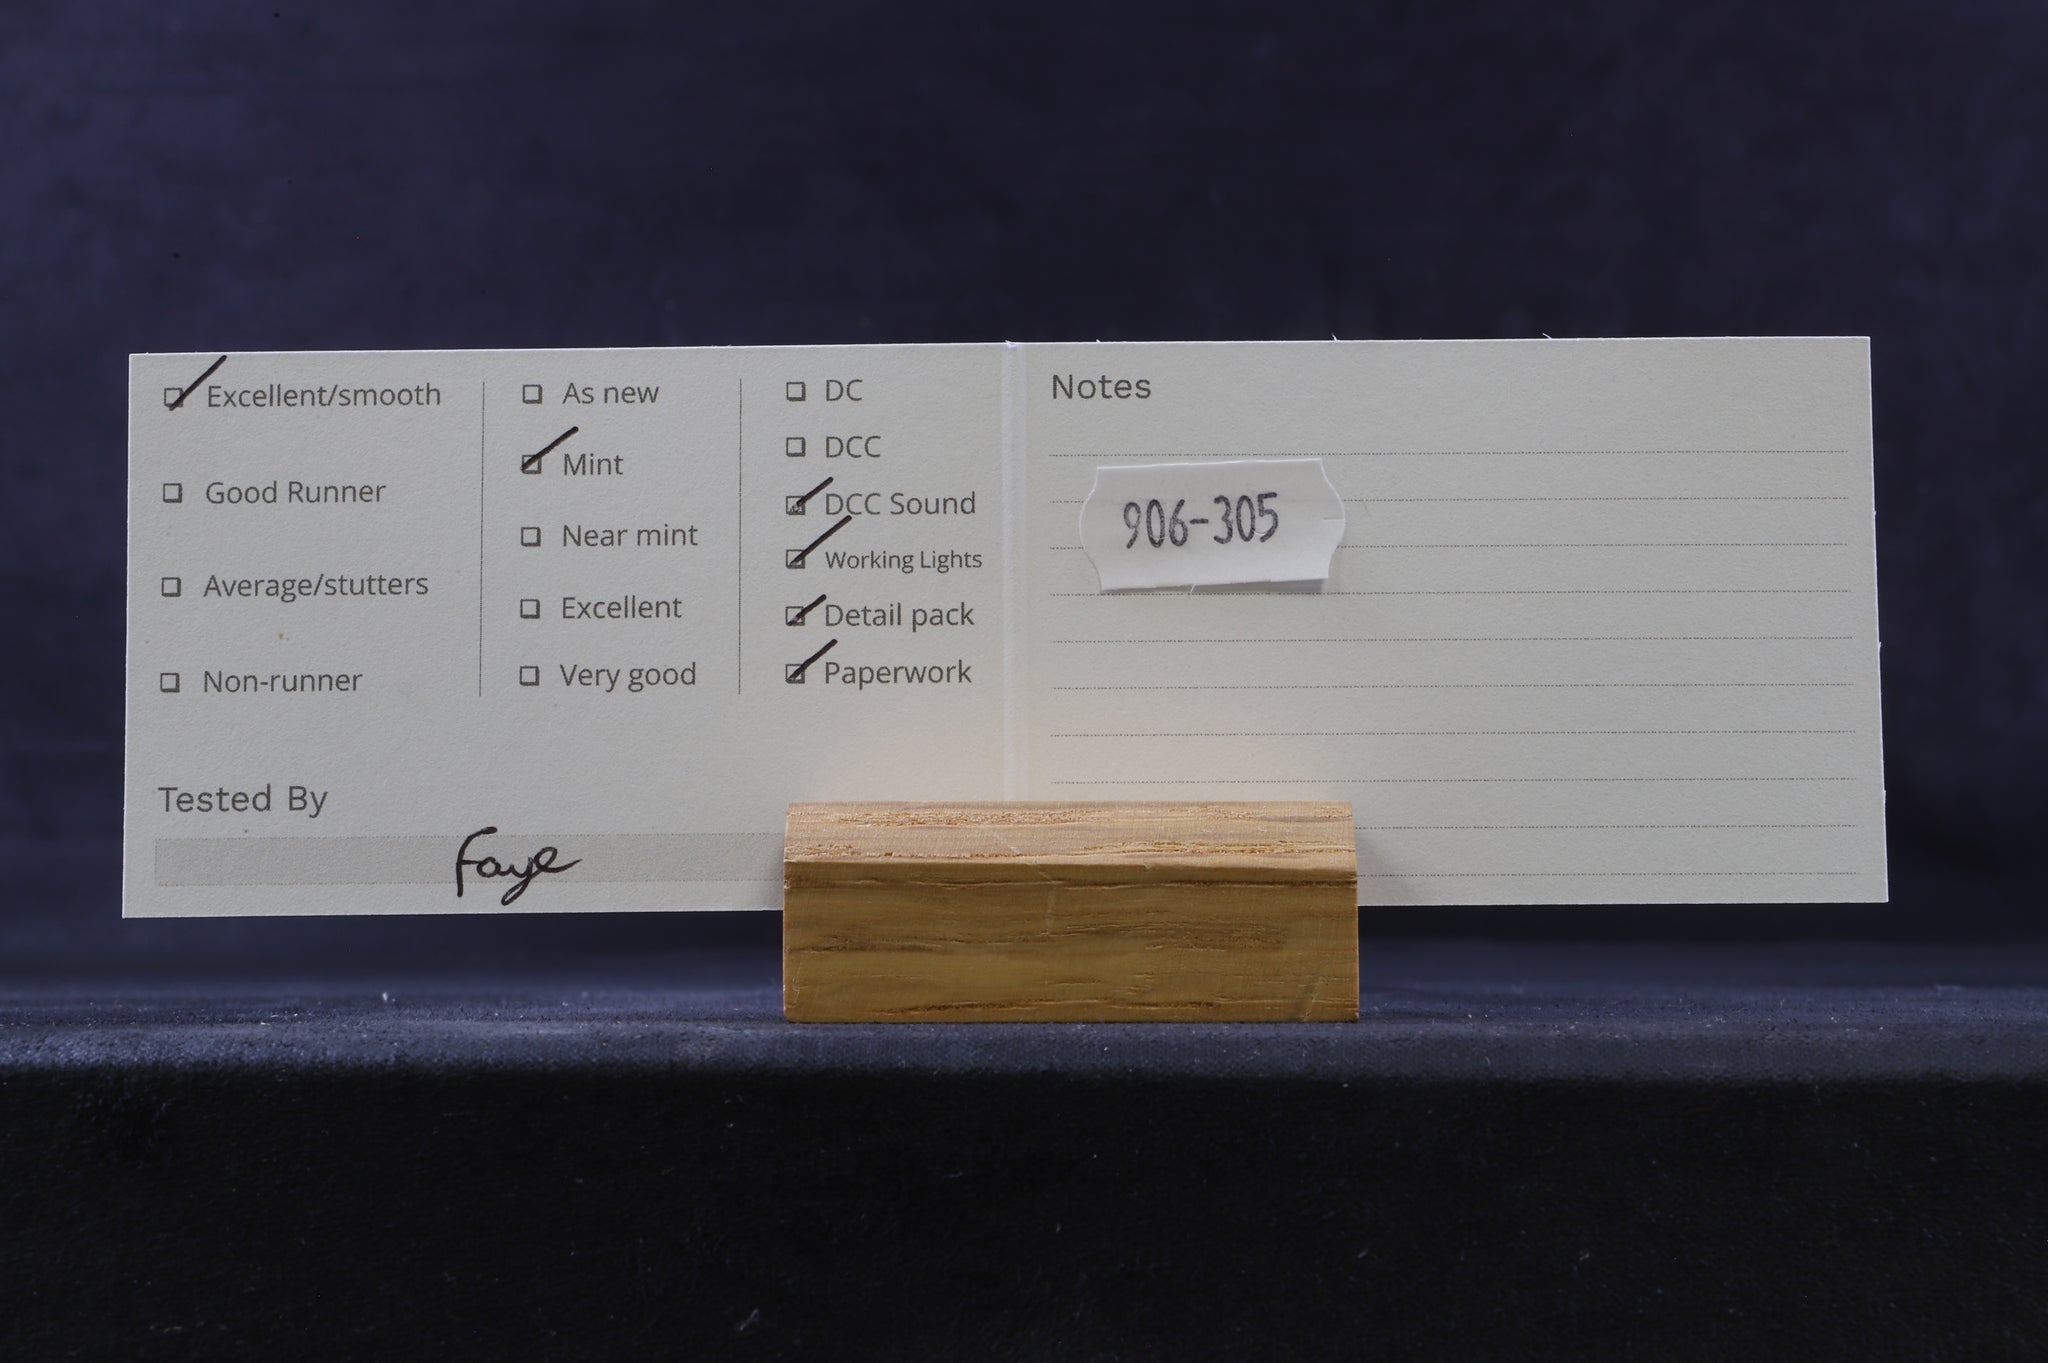 Excellent/smooth
Good Runner
Average/stutters
Non-runner
As new
Mint
Near mint
Excellent
Very good
DC
DCC
DCC Sound
Working Lights
Detail pack
Paperwork
Tested By
Faye
Notes
906-305